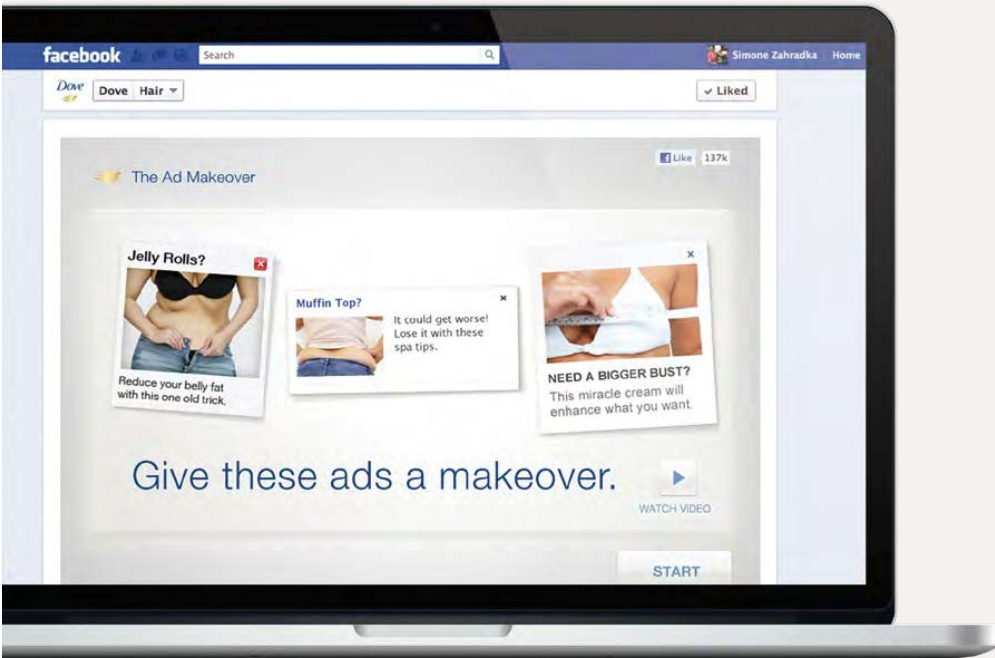 facebook
Search
Simone Zahradka Home
Dove
Dove Hair
✓ Liked
The Ad Makeover
Like 137k
Jelly Rolls?
Reduce your belly fat
with this one old trick.
Muffin Top?
It could get worse!
Lose it with these
spa tips.
NEED A BIGGER BUST?
This miracle cream will
enhance what you want.
Give these ads a makeover.
WATCH VIDEO
START